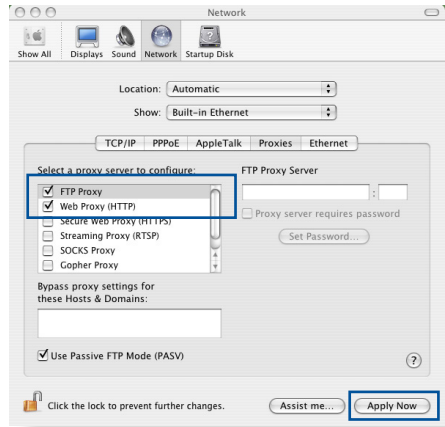 Network
Show All Displays Sound Network Startup Disk
Location: Automatic
Show: Built-in Ethernet
TCP/IP PPPoE AppleTalk Proxies Ethernet
Select a proxy server to configure:
FTP Proxy
Web Proxy (HTTP)
Secure Web Proxy (HTTPS)
Streaming Proxy (RTSP)
SOCKS Proxy
Gopher Proxy
FTP Proxy Server
:
Proxy server requires password
Set Password...
Bypass proxy settings for
these Hosts & Domains:
Use Passive FTP Mode (PASV)
?
Click the lock to prevent further changes.
Assist me... Apply Now